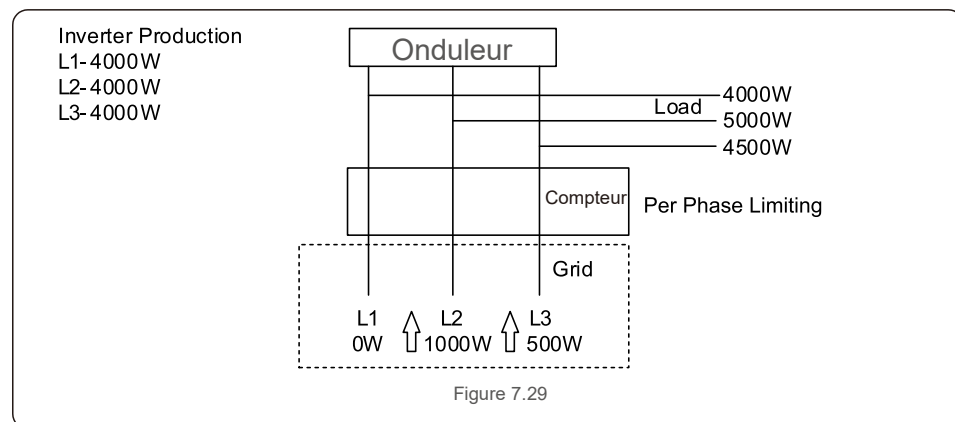 Inverter Production
L1-4000W
L2-4000W
L3-4000W
Onduleur
Load
4000W
5000W
4500W
Compteur
Per Phase Limiting
Grid
L1 L2 L3
0W 1000W 500W
Figure 7.29